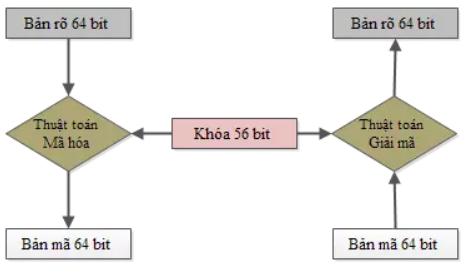 Bản rõ 64 bit
Bản rõ 64 bit
Thuật toán
Mã hóa
Khóa 56 bit
Thuật toán
Giải mã
Bản mã 64 bit
Bản mã 64 bit